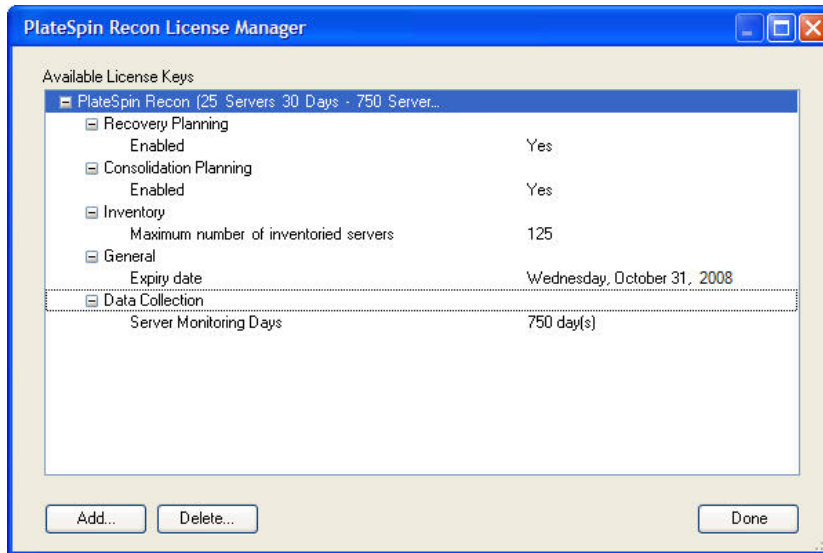 PlateSpin Recon License Manager
Available License Keys
PlateSpin Recon (25 Servers 30 Days - 750 Server...
Recovery Planning
Enabled Yes
Consolidation Planning
Enabled Yes
Inventory
Maximum number of inventoried servers 125
General
Expiry date Wednesday, October 31, 2008
Data Collection
Server Monitoring Days 750 day(s)
Add... Delete... Done